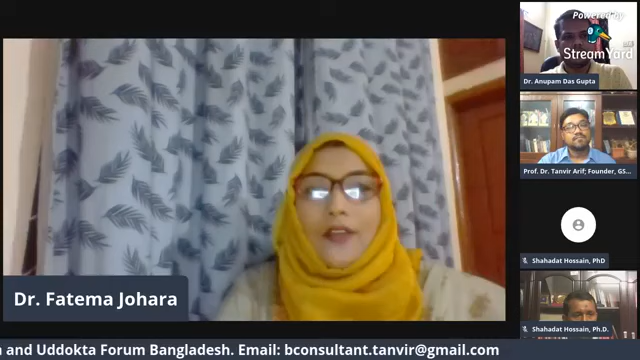 Powered by
StreamYard
Dr. Anupam Das Gupta
Prof. Dr. Tanvir Arif; Founder, GS...
Shahadat Hossain, PhD
Shahadat Hossain, Ph.D.
Dr. Fatema Johara
and Uddokta Forum Bangladesh. Email: bconsultant.tanvir@gmail.com